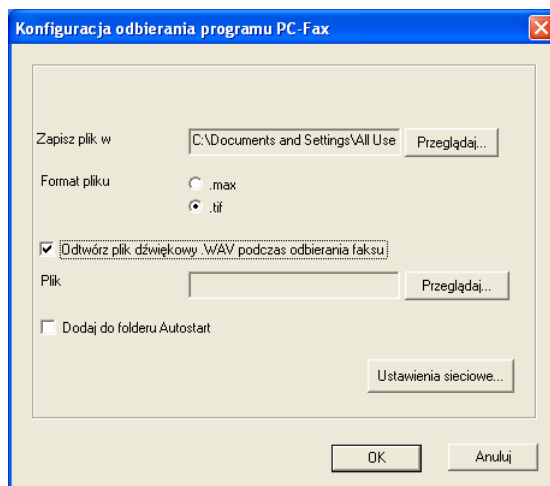 Konfiguracja odbierania programu PC-Fax
Zapisz plik w C:\Documents and Settings\All Use Przeglądaj...
Format pliku .max
.tif
Odtwórz plik dźwiękowy .WAV podczas odbierania faksu
Plik Przeglądaj...
Dodaj do folderu Autostart
Ustawienia sieciowe...
OK Anuluj